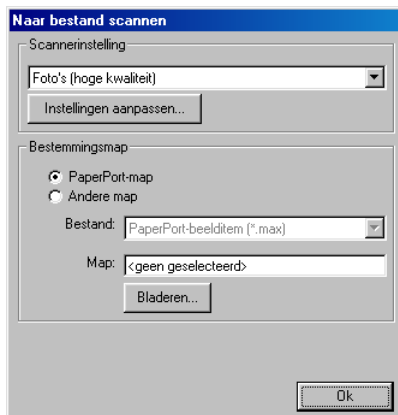 Naar bestand scannen
Scannerinstelling
Foto's (hoge kwaliteit)
Instellingen aanpassen...
Bestemmingsmap
PaperPort-map
Andere map
Bestand: PaperPort-beelditem (*.max)
Map: <geen geselecteerd>
Bladeren...
Ok